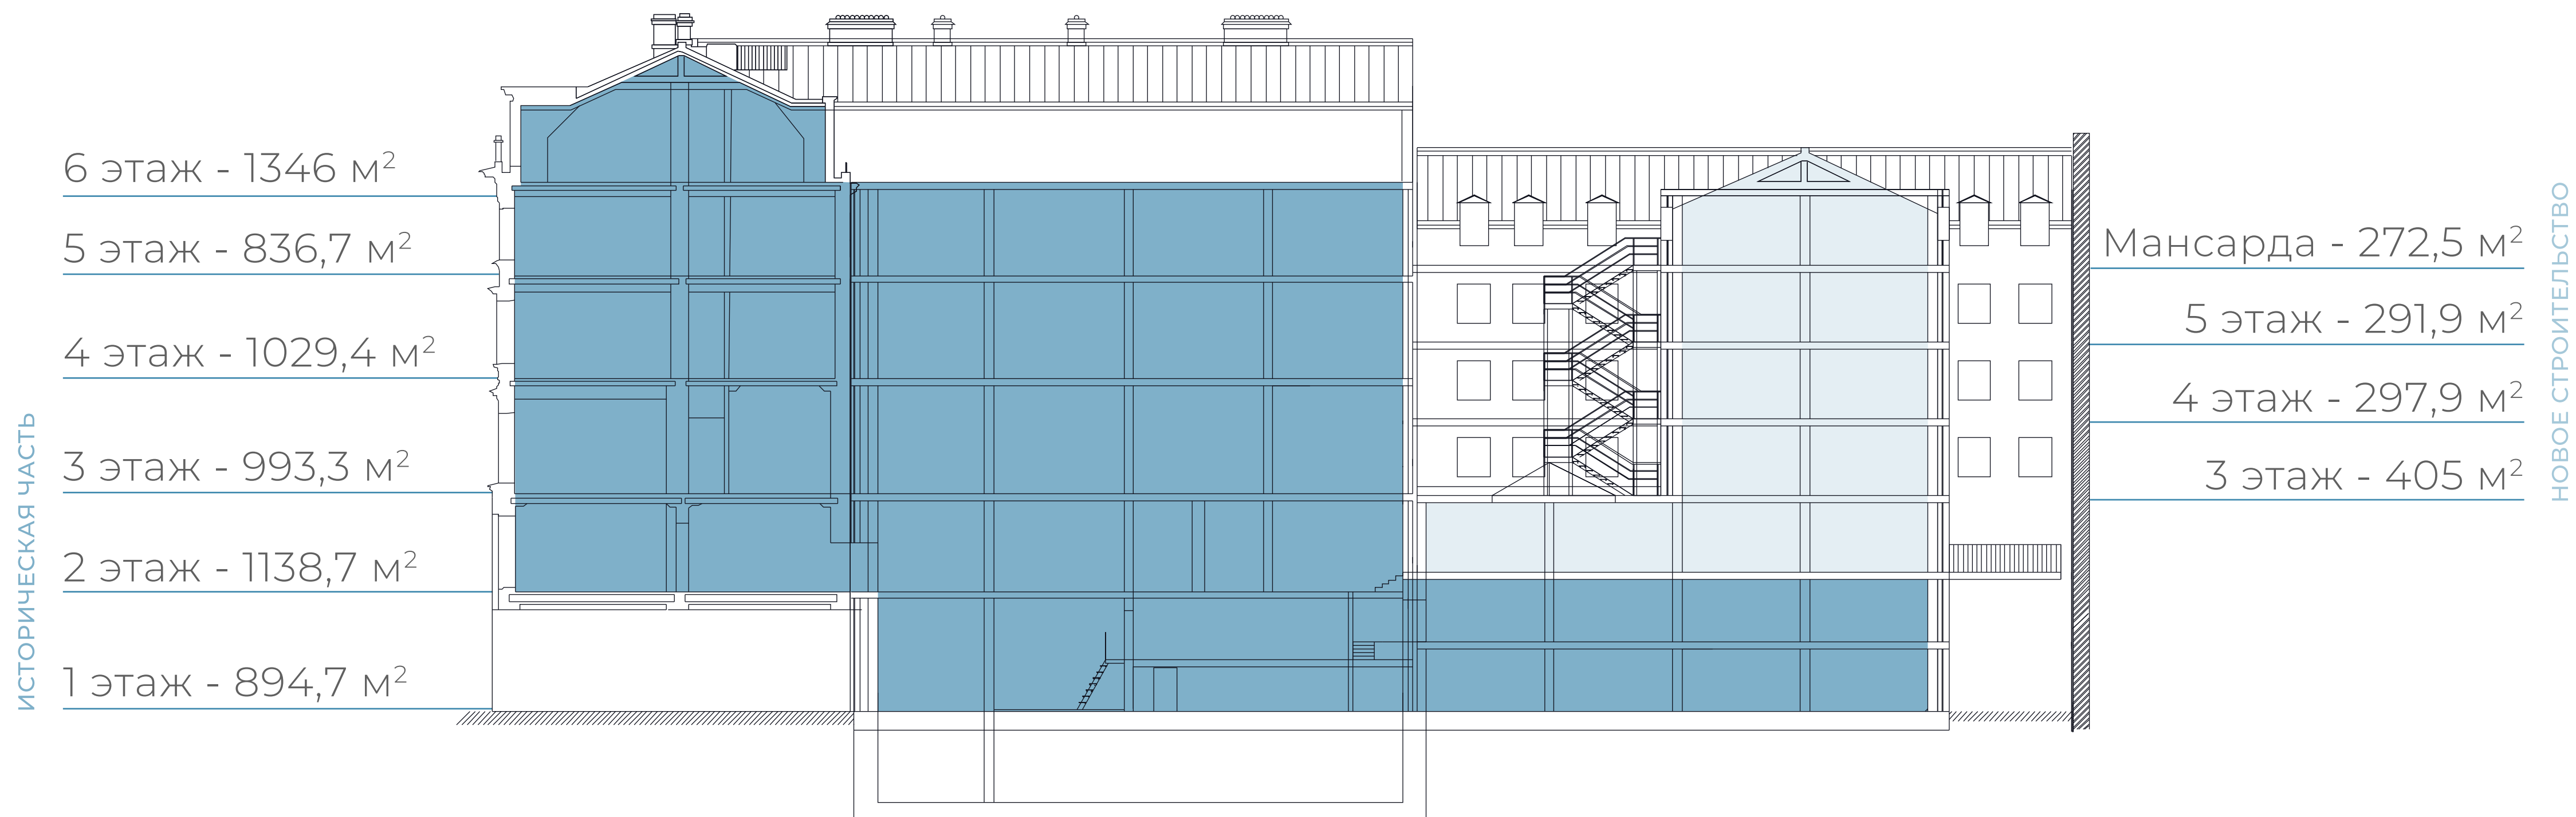 ИСТОРИЧЕСКАЯ ЧАСТЬ
6 этаж - 1346 м²
5 этаж - 836,7 м²
4 этаж - 1029,4 м²
3 этаж - 993,3 м²
2 этаж - 1138,7 м²
1 этаж - 894,7 м²
Мансарда - 272,5 м²
5 этаж - 291,9 м²
4 этаж - 297,9 м²
3 этаж - 405 м²
НОВОЕ СТРОИТЕЛЬСТВО